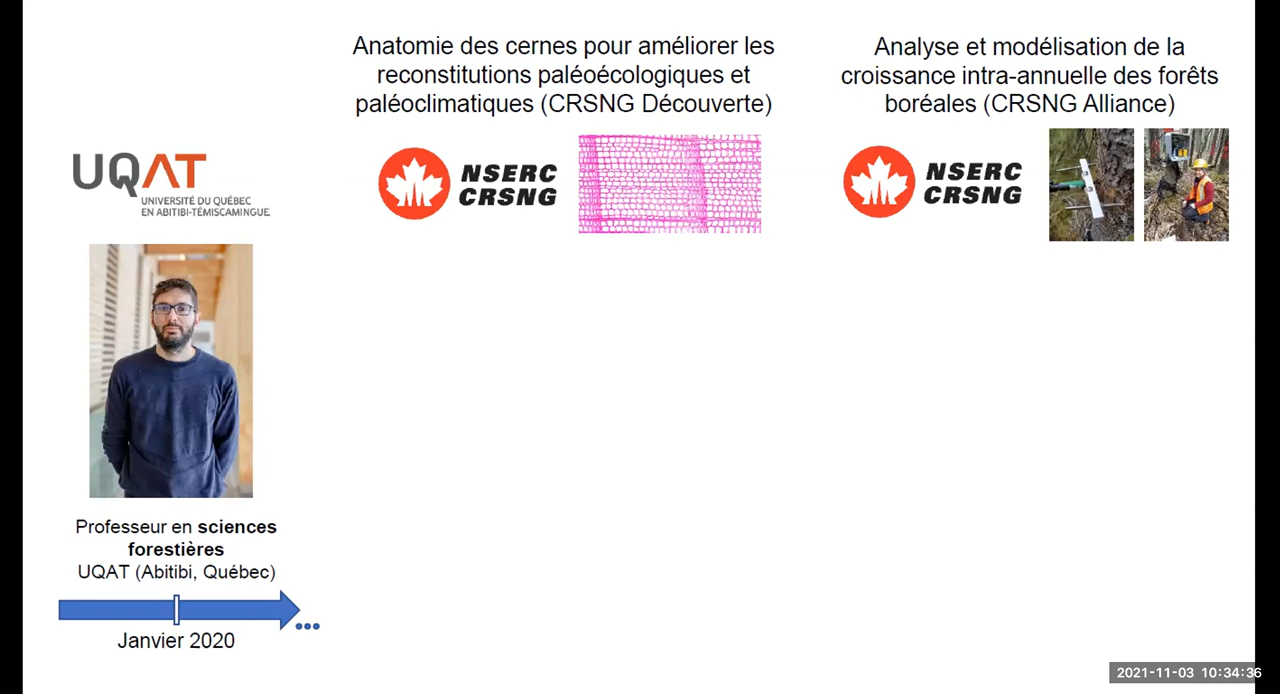 Anatomie des cernes pour améliorer les
reconstitutions paléoécologiques et
paléoclimatiques (CRSNG Découverte)
Analyse et modélisation de la
croissance intra-annuelle des forêts
boréales (CRSNG Alliance)
UQAT
UNIVERSITÉ DU QUÉBEC
EN ABITIBI-TÉMISCAMINGUE
NSERC
CRSNG
NSERC
CRSNG
Professeur en sciences
forestières
UQAT (Abitibi, Québec)
Janvier 2020
2021-11-03 10:34:36